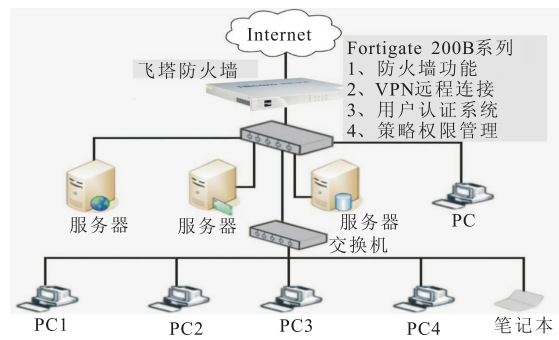 Internet
飞塔防火墙
Fortigate 200B系列
1、防火墙功能
2、VPN远程连接
3、用户认证系统
4、策略权限管理
服务器
服务器
服务器
PC
交换机
PC1
PC2
PC3
PC4
笔记本